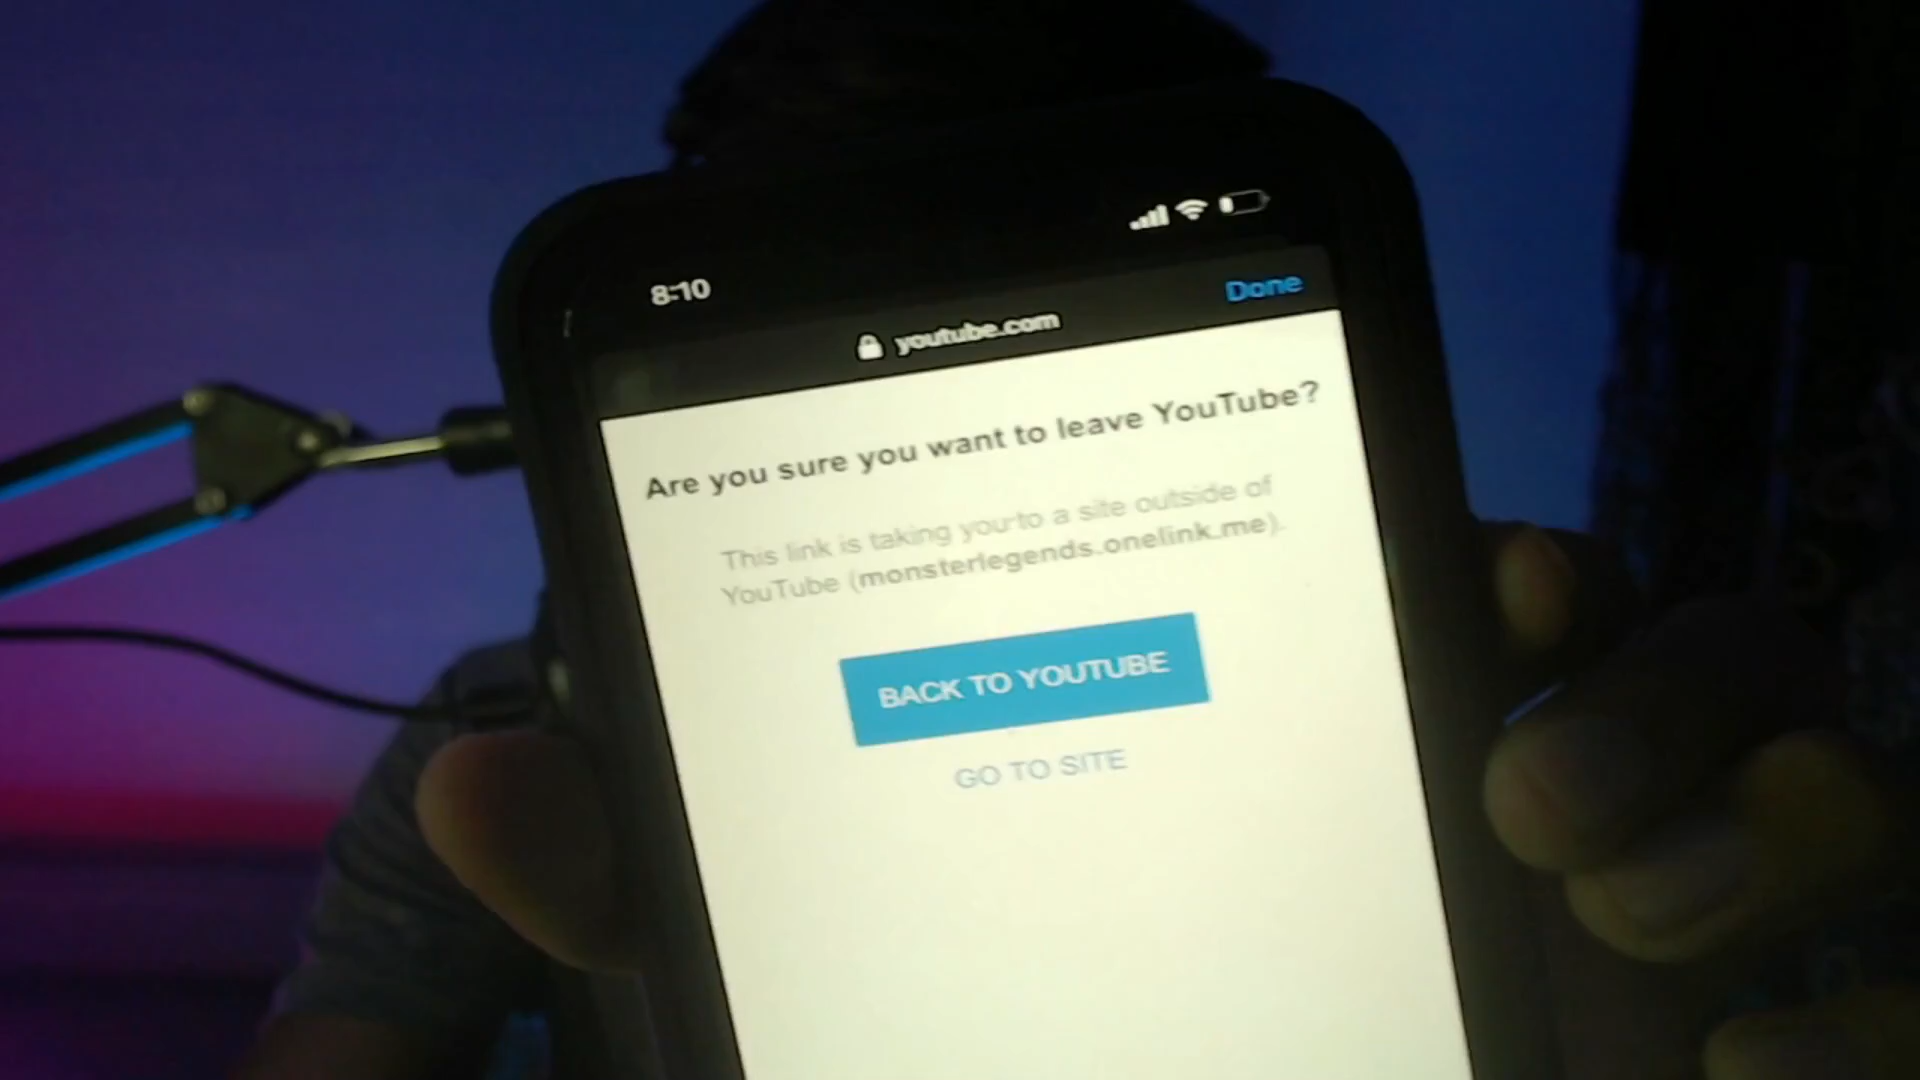 8:10
Done
youtube.com
Are you sure you want to leave YouTube?
This link is taking you to a site outside of
YouTube (monsterlegends.onelink.me).
BACK TO YOUTUBE
GO TO SITE